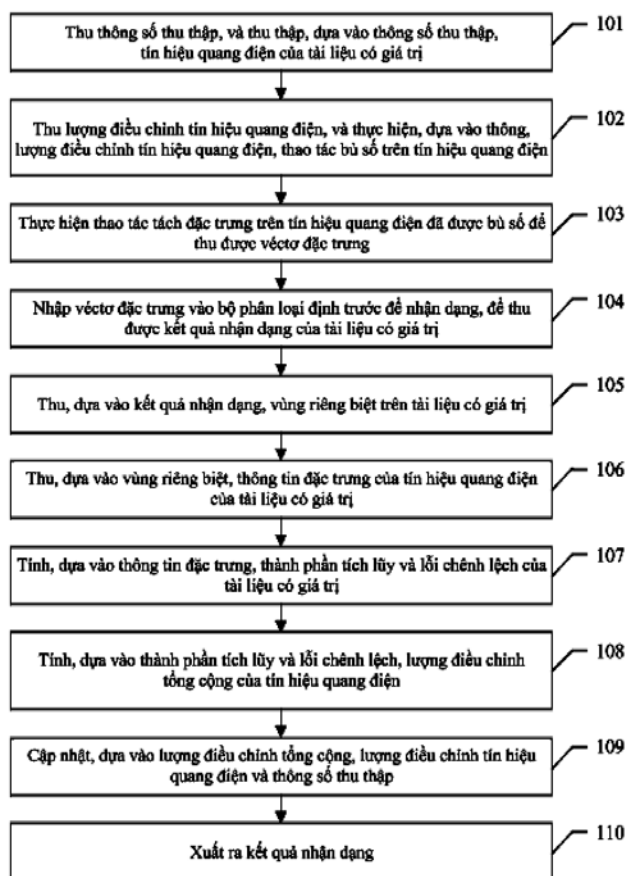 Thu thông số thu thập, và thu thập, dựa vào thông số thu thập,
tín hiệu quang điện của tài liệu có giá trị
101
Thu lượng điều chỉnh tín hiệu quang điện, và thực hiện, dựa vào thông,
lượng điều chỉnh tín hiệu quang điện, thao tác bù số trên tín hiệu quang điện
102
Thực hiện thao tác tách đặc trưng trên tín hiệu quang điện đã được bù số để
thu được véctơ đặc trưng
103
Nhập véctơ đặc trưng vào bộ phân loại định trước để nhận dạng, để thu
được kết quả nhận dạng của tài liệu có giá trị
104
Thu, dựa vào kết quả nhận dạng, vùng riêng biệt trên tài liệu có giá trị
105
Thu, dựa vào vùng riêng biệt, thông tin đặc trưng của tín hiệu quang điện
của tài liệu có giá trị
106
Tính, dựa vào thông tin đặc trưng, thành phần tích lũy và lỗi chênh lệch của
tài liệu có giá trị
107
Tính, dựa vào thành phần tích lũy và lỗi chênh lệch, lượng điều chỉnh
tổng cộng của tín hiệu quang điện
108
Cập nhật, dựa vào lượng điều chỉnh tổng cộng, lượng điều chỉnh tín hiệu
quang điện và thông số thu thập
109
Xuất ra kết quả nhận dạng
110